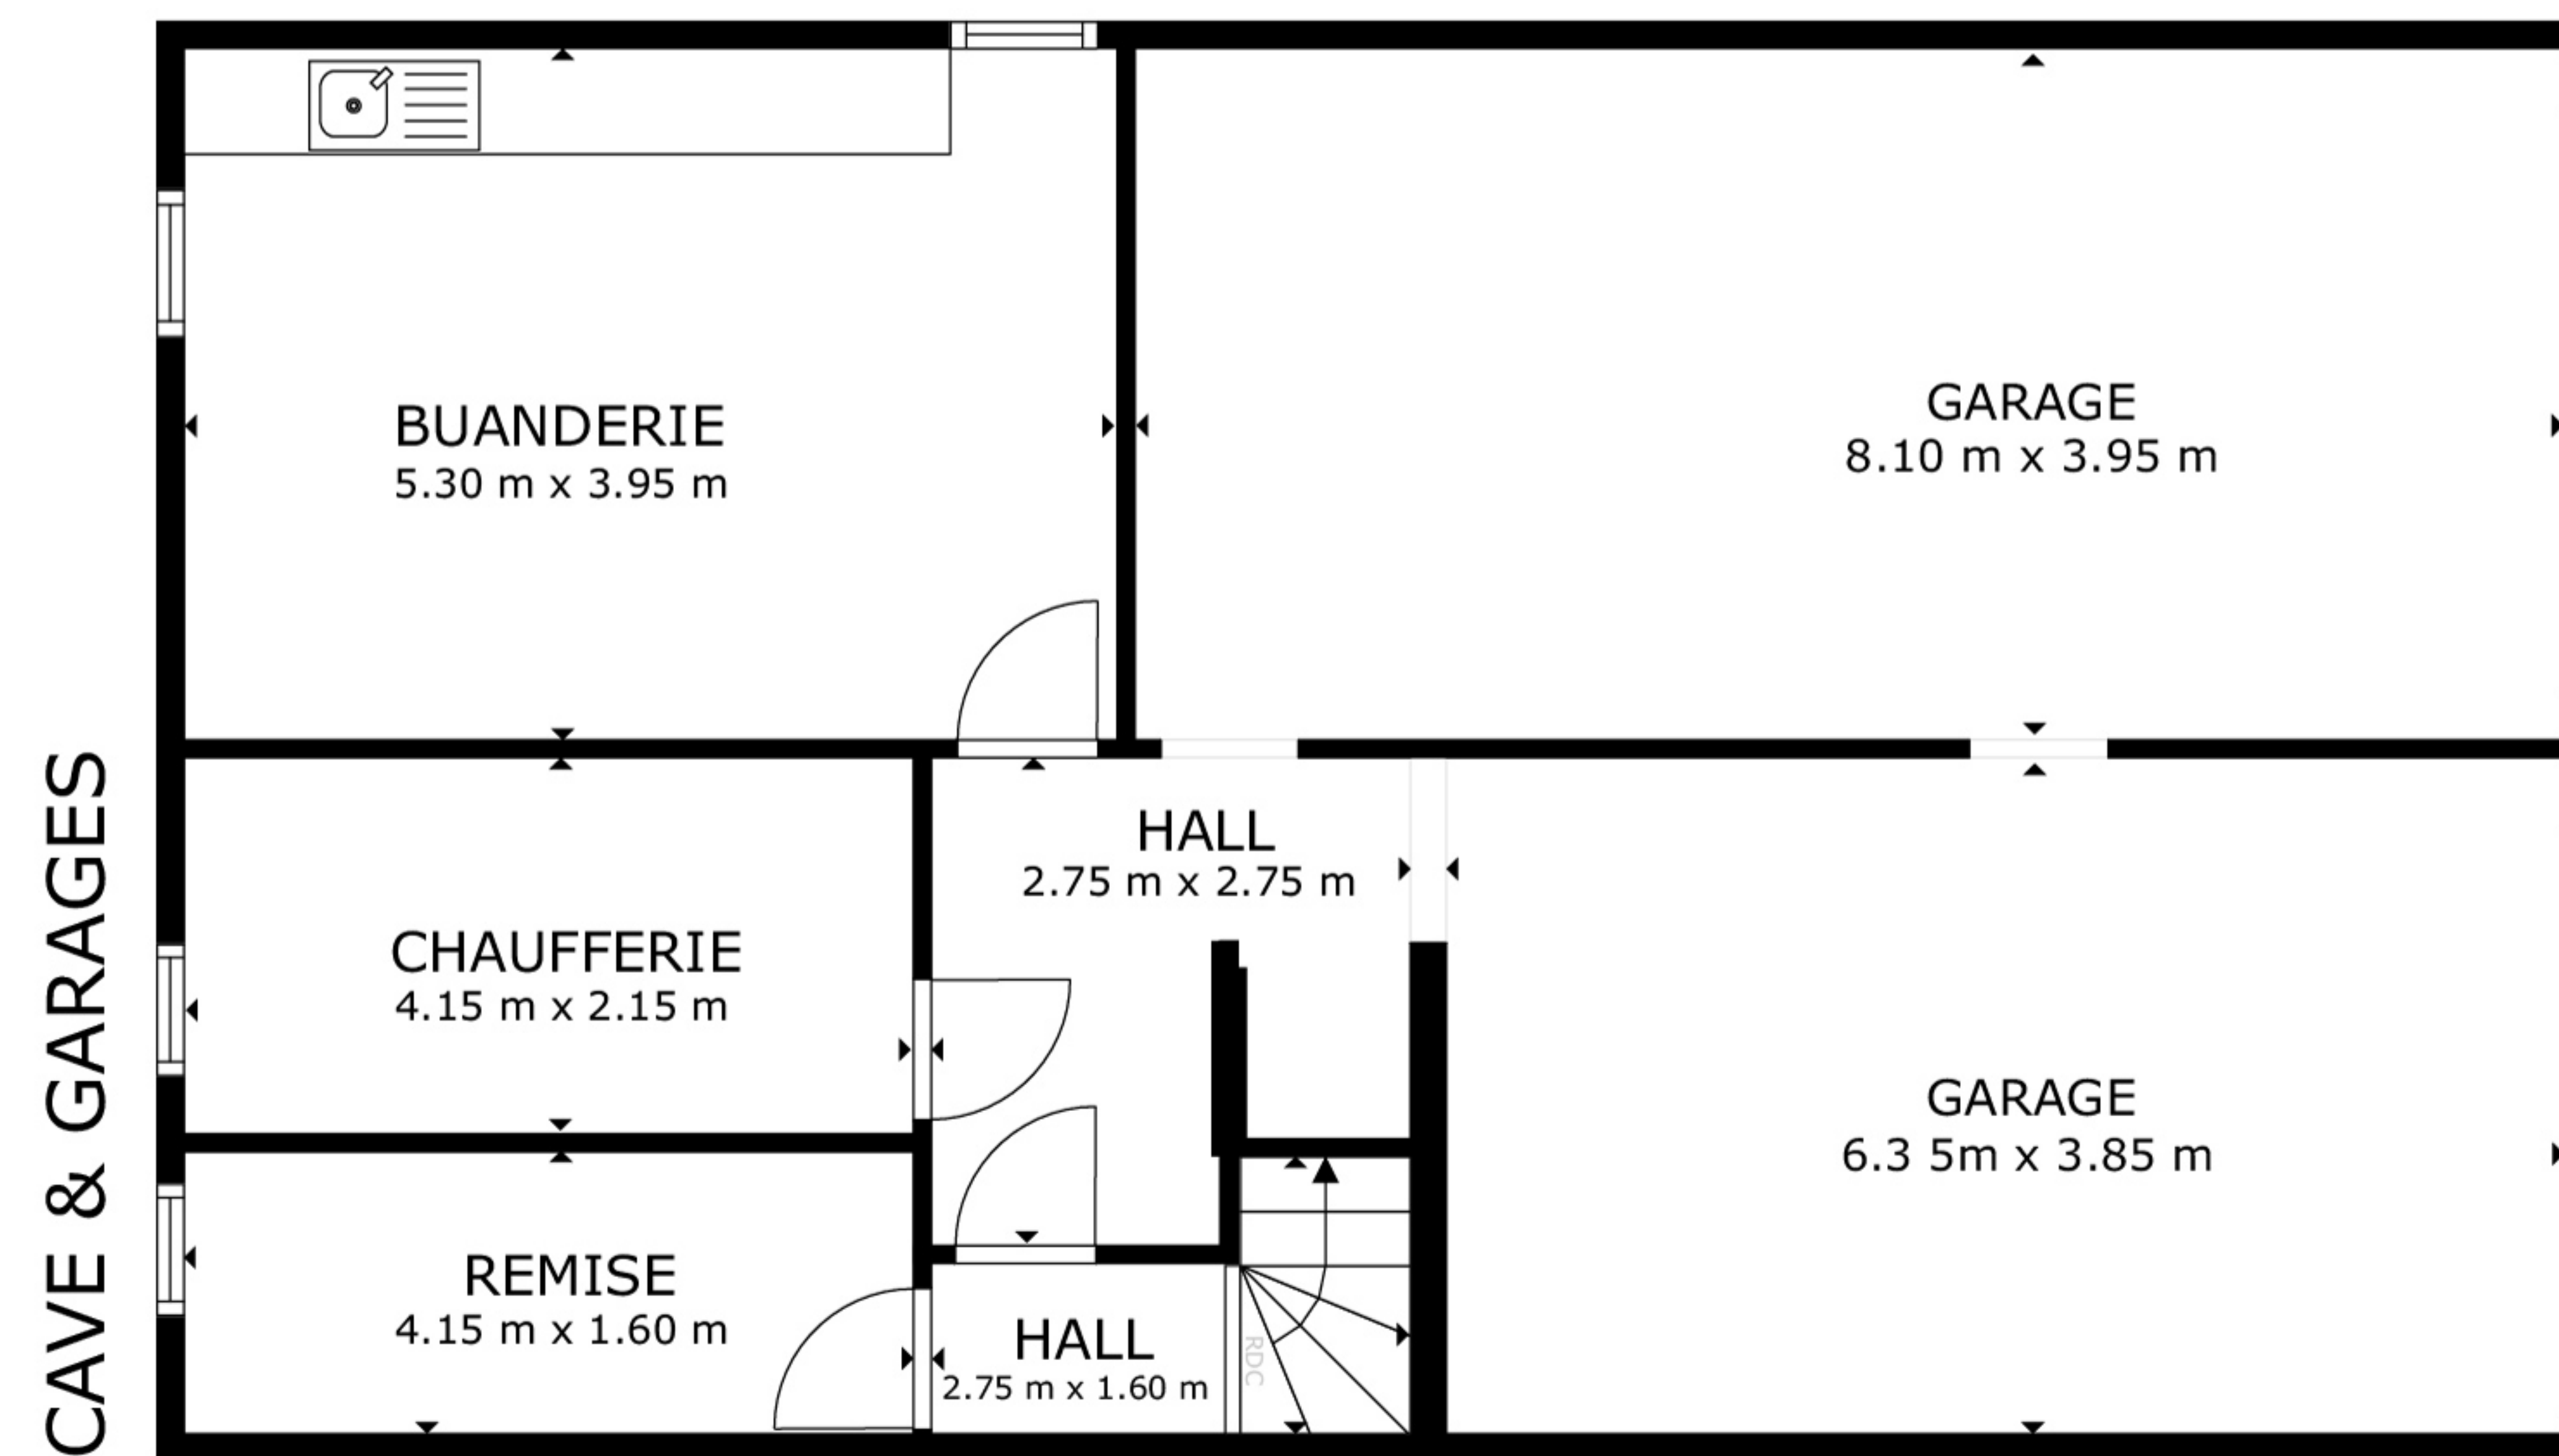 CAVE & GARAGES
BUANDERIE
5.30 m x 3.95 m
GARAGE
8.10 m x 3.95 m
HALL
2.75 m x 2.75 m
CHAUFFERIE
4.15 m x 2.15 m
GARAGE
6.3 5m x 3.85 m
REMISE
4.15 m x 1.60 m
HALL
2.75 m x 1.60 m
RDC